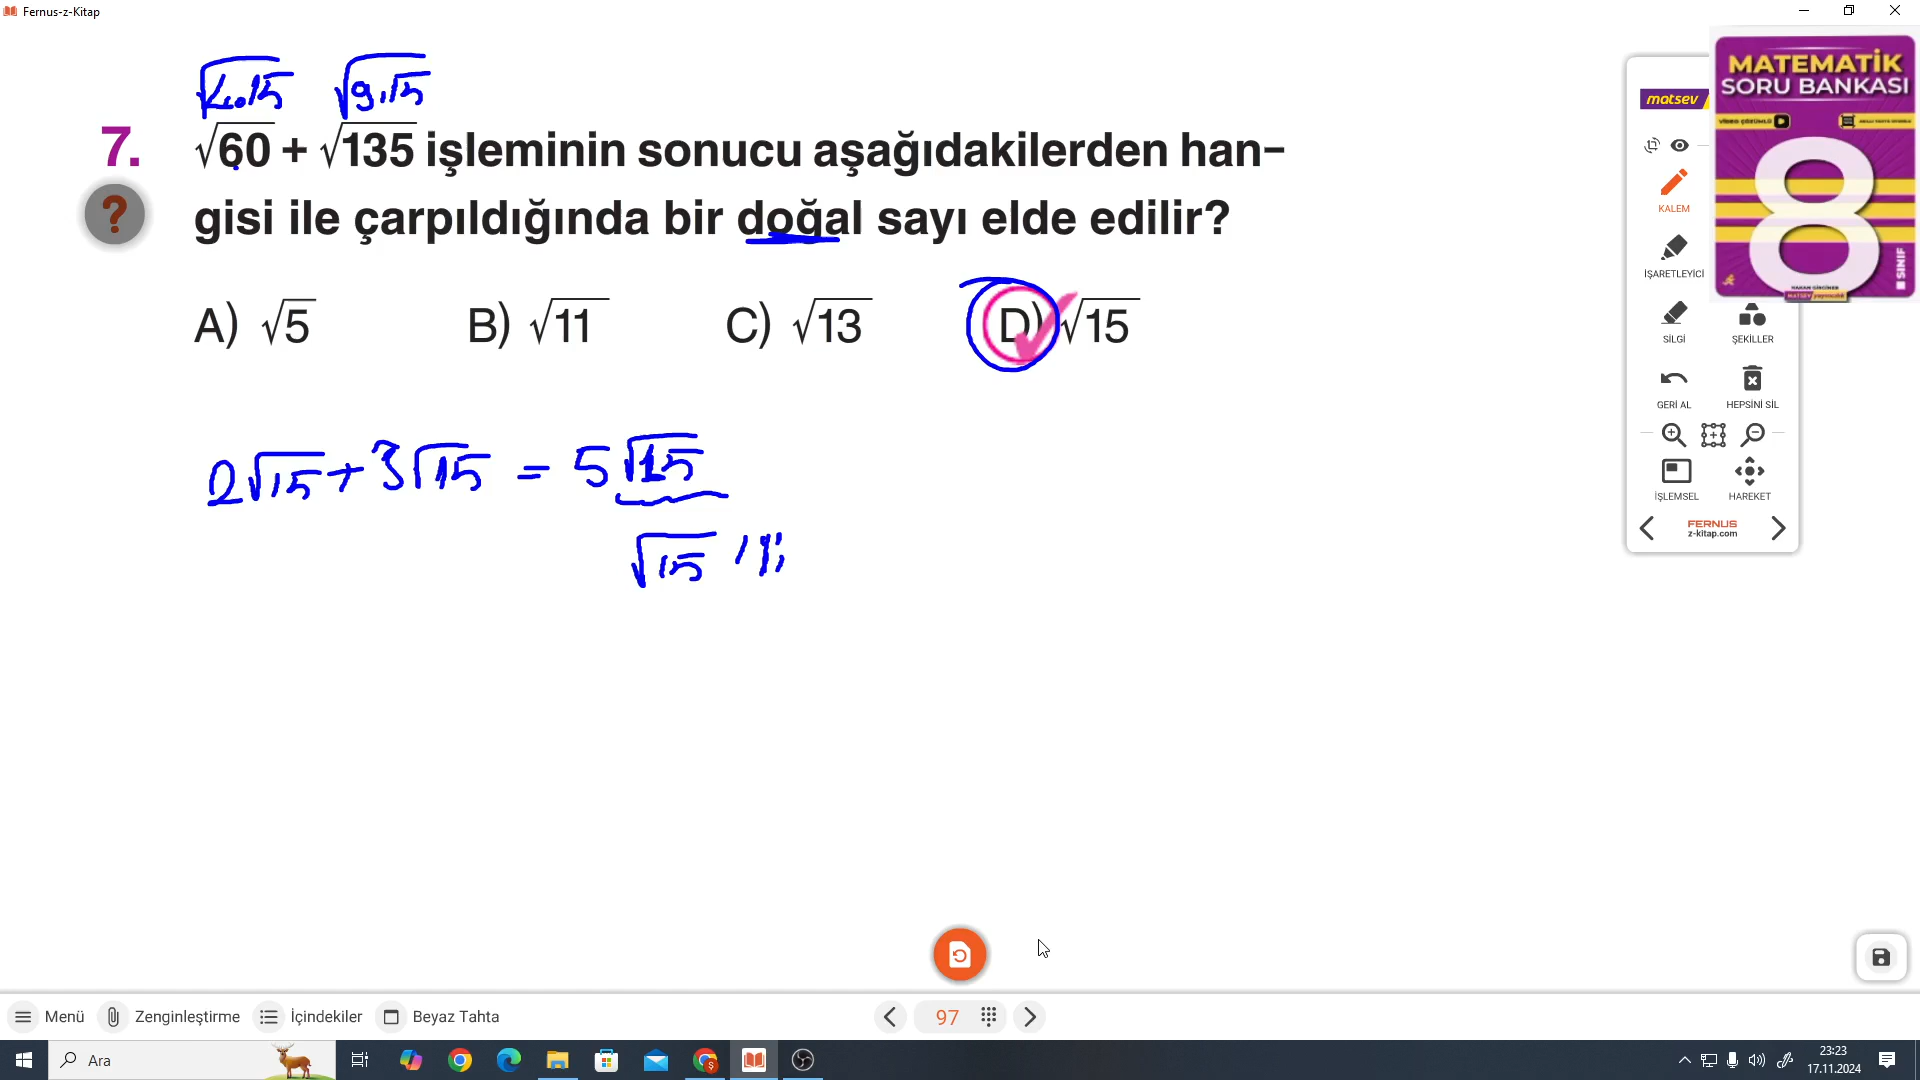 Fernus-z-Kitap
√4.15 √9.15
7. √60 + √135 işleminin sonucu aşağıdakilerden han-
gisi ile çarpıldığında bir doğal sayı elde edilir?
?
A) √5 B) √11 C) √13 D) √15
2√15 + 3√15 = 5√15
√15
matsev
KALEM
İŞARETLEYİCİ
SİLGİ ŞEKİLLER
GERİ AL HEPSİNİ SİL
İŞLEMSEL HAREKET
FERNUS
z-kitap.com
MATEMATİK
SORU BANKASI
VİDEO ÇÖZÜMLÜ
8
SINIF
Menü Zenginleştirme İçindekiler Beyaz Tahta 97
Ara
23:23
17.11.2024